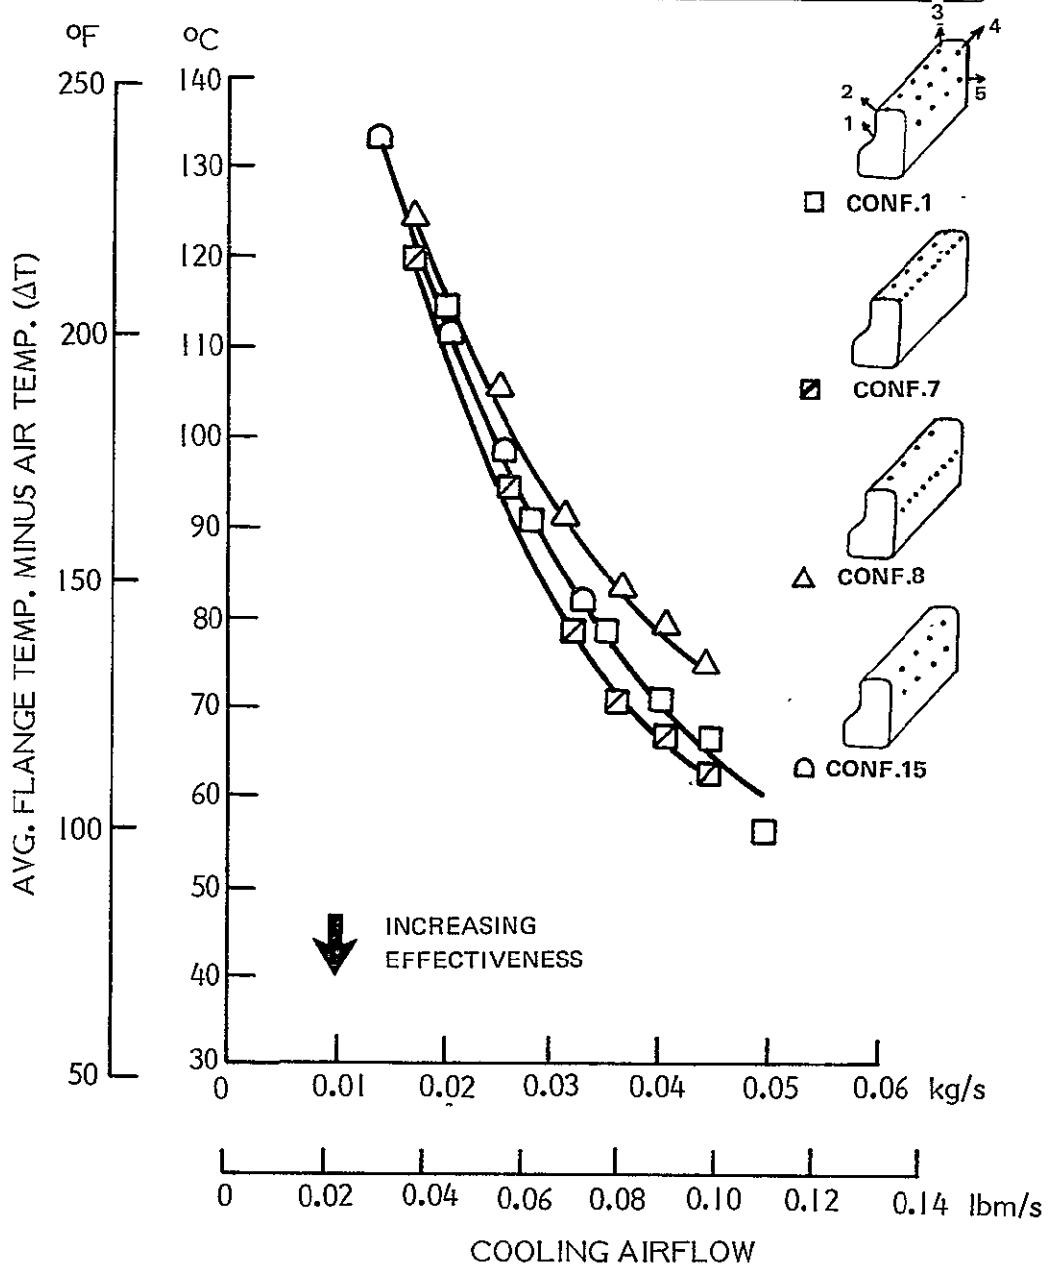 °F
°C
250
200
150
100
50
140
130
120
110
100
90
80
70
60
50
40
30
AVG. FLANGE TEMP. MINUS AIR TEMP. (ΔT)
3
4
2
5
1
CONF.1
CONF.7
CONF.8
CONF.15
INCREASING
EFFECTIVENESS
0 0.01 0.02 0.03 0.04 0.05 0.06 kg/s
0 0.02 0.04 0.06 0.08 0.10 0.12 0.14 lbm/s
COOLING AIRFLOW